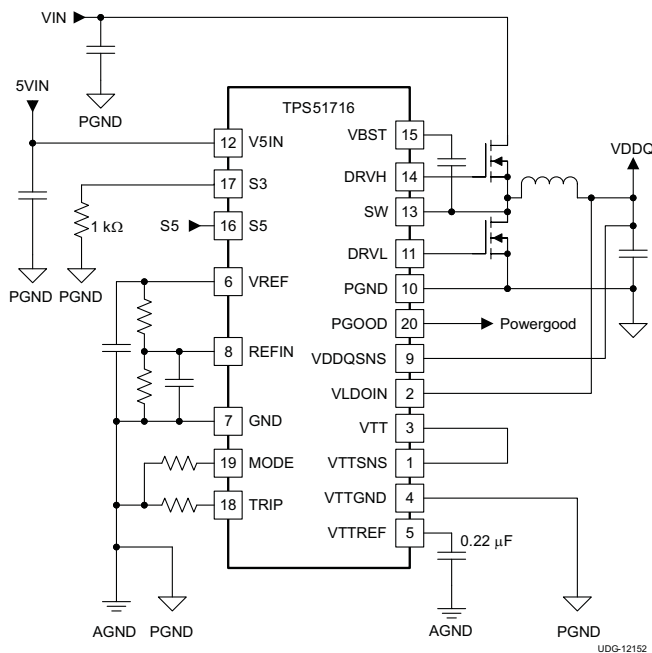 VIN
5VIN
TPS51716
PGND
VBST
15
12
V5IN
VDDQ
DRVH
14
17
S3
SW
13
1 kΩ
S5
16
S5
DRVL
11
PGND
PGND
6
VREF
PGND
10
PGOOD
20
Powergood
8
REFIN
VDDQSNS
9
VLDOIN
2
7
GND
VTT
3
19
MODE
VTTSNS
1
18
TRIP
VTTGND
4
VTTREF
5
0.22 µF
AGND
PGND
AGND
PGND
UDG-12152